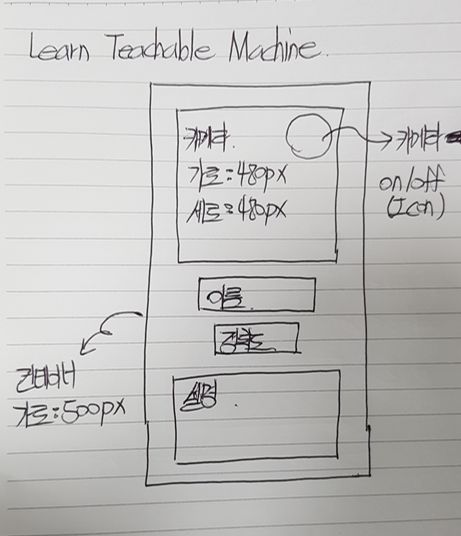 Learn Teachable Machine.
카메라.
가로=480px
세로=480px
카메라
on/off
(Icon)
이름
정확도
컨테이너
가로=500px
설명